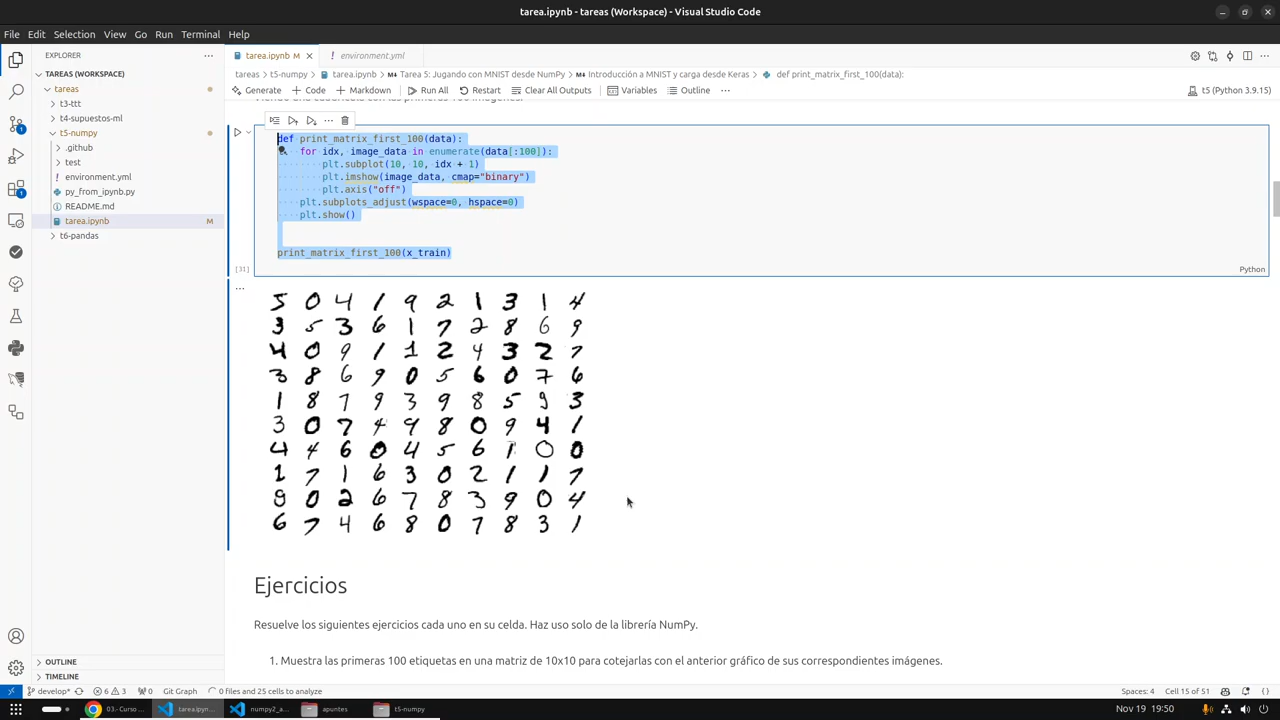 tarea.ipynb - tareas (Workspace) - Visual Studio Code
File Edit Selection View Go Run Terminal Help
EXPLORER
TAREAS (WORKSPACE)
tareas
t3-ttt
t4-supuestos-ml
t5-numpy
.github
test
environment.yml
py_from_ipynb.py
README.md
tarea.ipynb M
t6-pandas
OUTLINE
TIMELINE
tarea.ipynb M
environment.yml
tareas > t5-numpy > tarea.ipynb > Tarea 5: Jugando con MNIST desde NumPy > Introducción a MNIST y carga desde Keras > def print_matrix_first_100(data):
Generate + Code + Markdown Run All Restart Clear All Outputs Variables Outline
t5 (Python 3.9.15)
def print_matrix_first_100(data):
for idx, image_data in enumerate(data[:100]):
plt.subplot(10, 10, idx + 1)
plt.imshow(image_data, cmap="binary")
plt.axis("off")
plt.subplots_adjust(wspace=0, hspace=0)
plt.show()
print_matrix_first_100(x_train)
[31]
Python
5 0 4 1 9 2 1 3 1 4
3 5 3 6 1 7 2 8 6 9
4 0 9 1 1 2 4 3 2 7
3 8 6 9 0 5 6 0 7 6
1 8 7 9 3 9 8 5 9 3
3 0 7 4 9 8 0 9 4 1
4 4 6 0 4 5 6 1 0 0
1 7 1 6 3 0 2 1 1 7
9 0 2 6 7 8 3 9 0 4
6 7 4 6 8 0 7 8 3 1
Ejercicios
Resuelve los siguientes ejercicios cada uno en su celda. Haz uso solo de la librería NumPy.
1. Muestra las primeras 100 etiquetas en una matriz de 10x10 para cotejarlas con el anterior gráfico de sus correspondientes imágenes.
develop* 6 3 0 Git Graph 0 files and 25 cells to analyze
Spaces: 4 Cell 15 of 51
03.- Curso ... tarea.ipyn... numpy2_a... apuntes t5-numpy
Nov 19 19:50